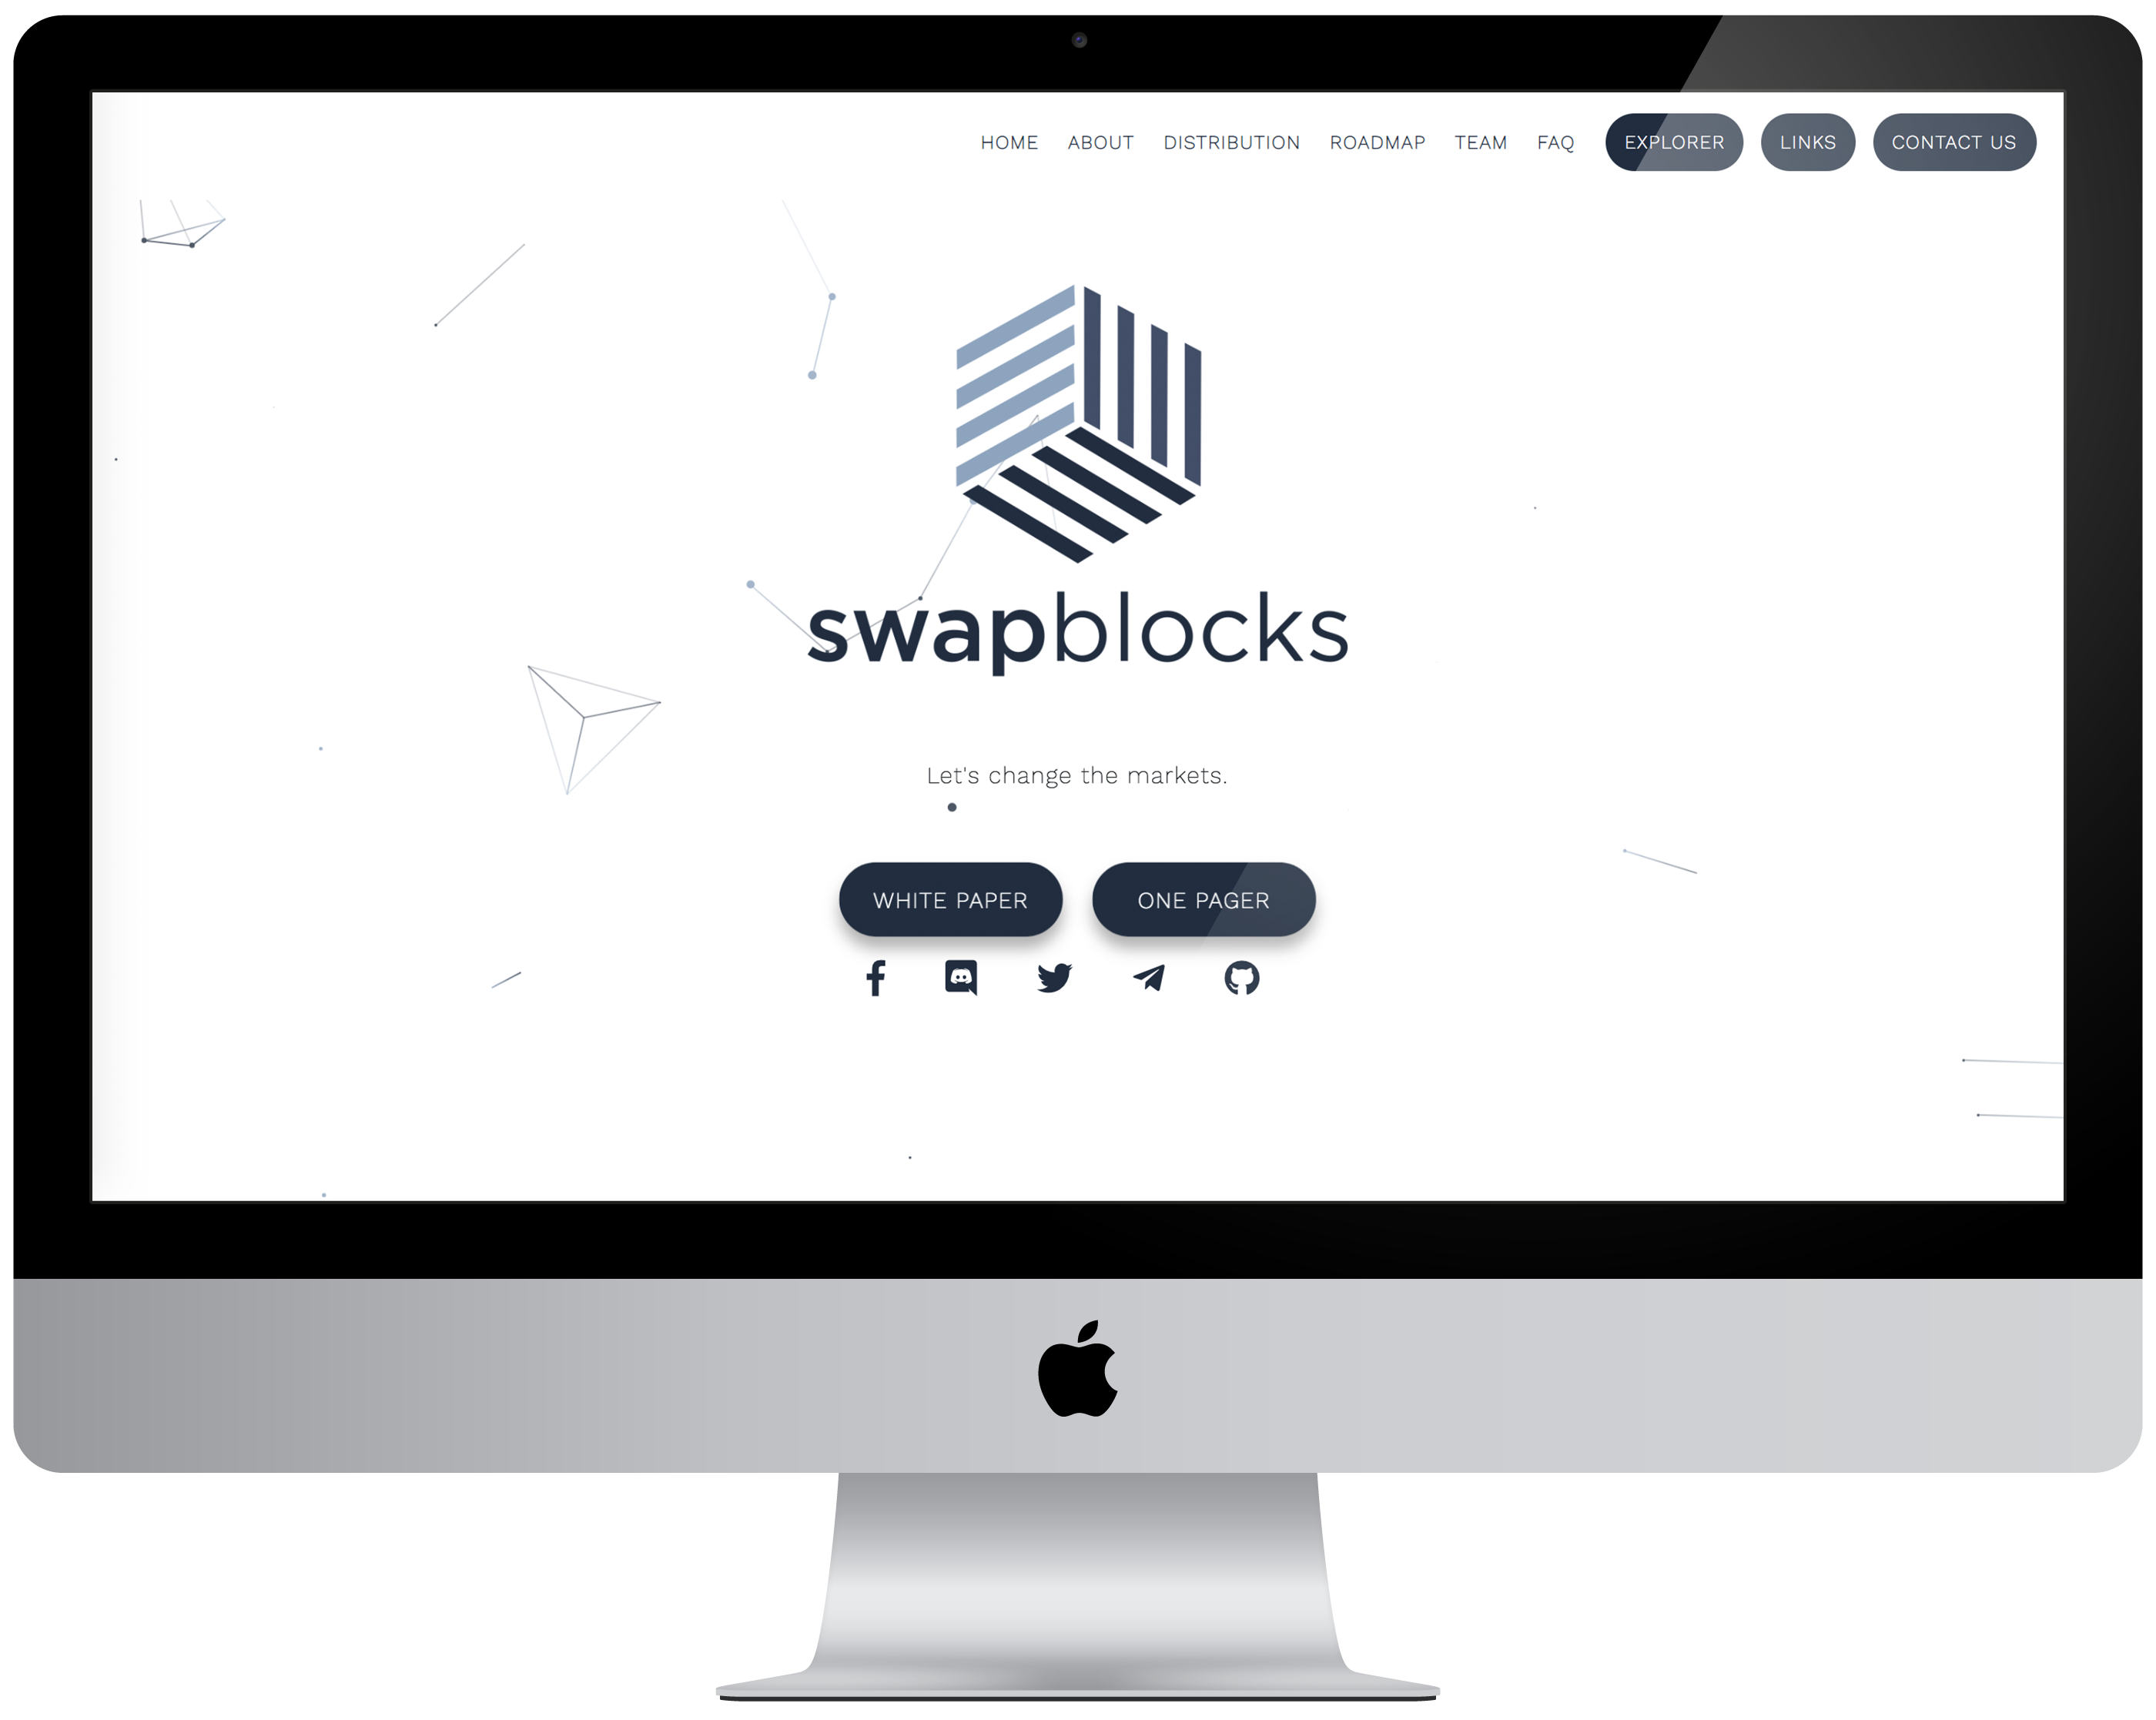 HOME ABOUT DISTRIBUTION ROADMAP TEAM FAQ EXPLORER LINKS CONTACT US
swapblocks
Let's change the markets.
WHITE PAPER ONE PAGER